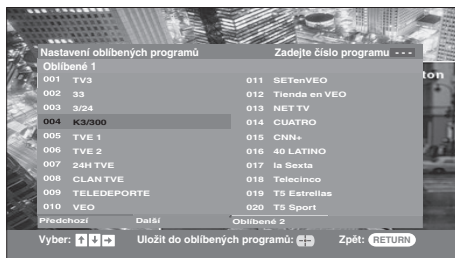 Nastavení oblíbených programů Zadejte číslo programu - - -
Oblíbené 1
001 TV3
002 33
003 3/24
004 K3/300
005 TVE 1
006 TVE 2
007 24H TVE
008 CLAN TVE
009 TELEDEPORTE
010 VEO
011 SETenVEO
012 Tienda en VEO
013 NET TV
014 CUATRO
015 CNN+
016 40 LATINO
017 la Sexta
018 Telecinco
019 T5 Estrellas
020 T5 Sport
Předchozí Další Oblíbené 2
Vyber: Uložit do oblíbených programů: Zpět: RETURN
ton